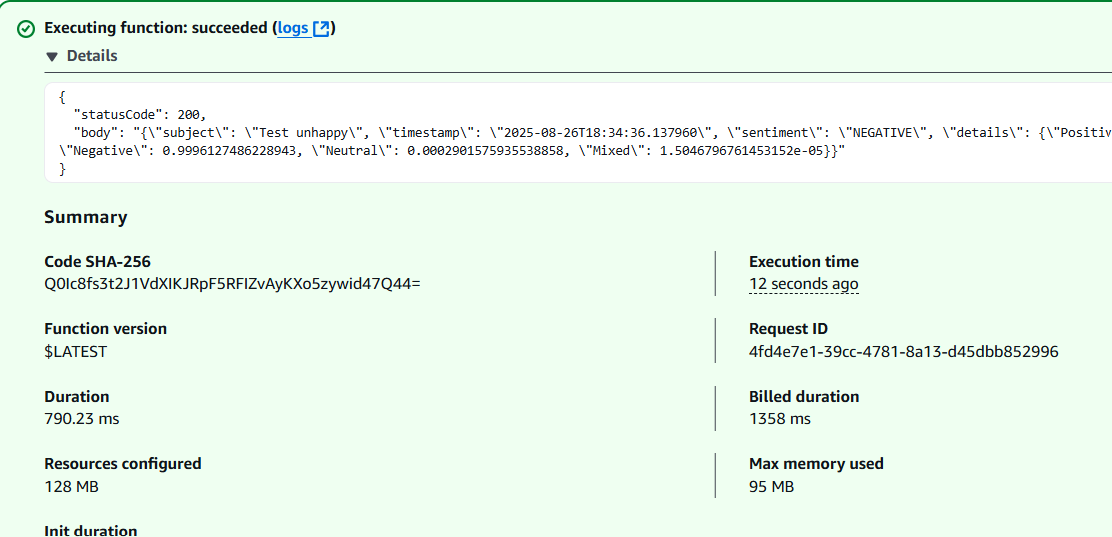 Executing function: succeeded (logs)
Details
{
"statusCode": 200,
"body": "{\"subject\": \"Test unhappy\", \"timestamp\": \"2025-08-26T18:34:36.137960\", \"sentiment\": \"NEGATIVE\", \"details\": {\"Positiv
\"Negative\": 0.9996127486228943, \"Neutral\": 0.0002901575935538858, \"Mixed\": 1.5046796761453152e-05}}"
}
Summary
Code SHA-256
Q0Ic8fs3t2J1VdXIKJRpF5RFIZvAyKXo5zywid47Q44=
Execution time
12 seconds ago
Function version
$LATEST
Request ID
4fd4e7e1-39cc-4781-8a13-d45dbb852996
Duration
790.23 ms
Billed duration
1358 ms
Resources configured
128 MB
Max memory used
95 MB
Init duration